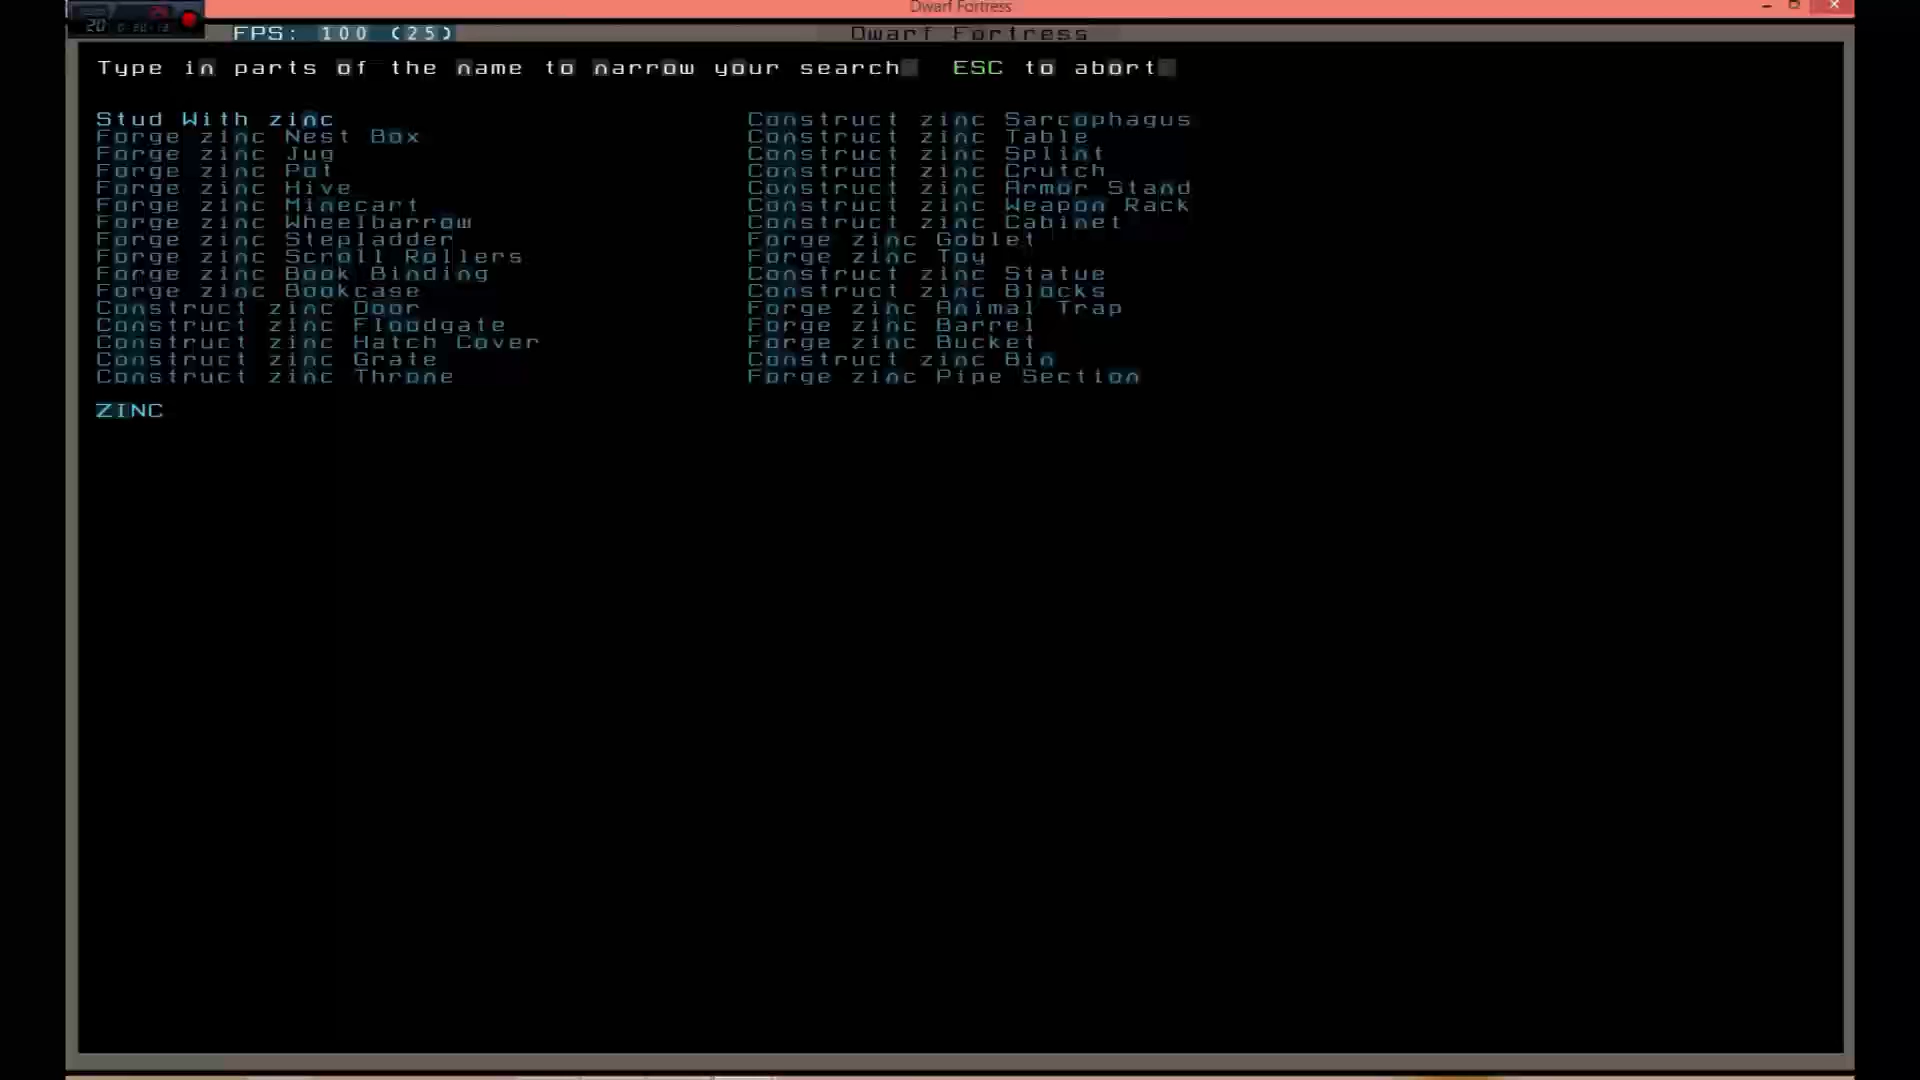 Dwarf Fortress
20
FPS: 100 (25)
Dwarf Fortress
Type in parts of the name to narrow your search ESC to abort
Stud With zinc
Forge zinc Nest Box
Forge zinc Jug
Forge zinc Pot
Forge zinc Hive
Forge zinc Minecart
Forge zinc Wheelbarrow
Forge zinc Stepladder
Forge zinc Scroll Rollers
Forge zinc Book Binding
Forge zinc Bookcase
Construct zinc Door
Construct zinc Floodgate
Construct zinc Hatch Cover
Construct zinc Grate
Construct zinc Throne
Construct zinc Sarcophagus
Construct zinc Table
Construct zinc Splint
Construct zinc Crutch
Construct zinc Armor Stand
Construct zinc Weapon Rack
Construct zinc Cabinet
Forge zinc Goblet
Forge zinc Toy
Construct zinc Statue
Construct zinc Blocks
Forge zinc Animal Trap
Forge zinc Barrel
Forge zinc Bucket
Construct zinc Bin
Forge zinc Pipe Section
ZINC